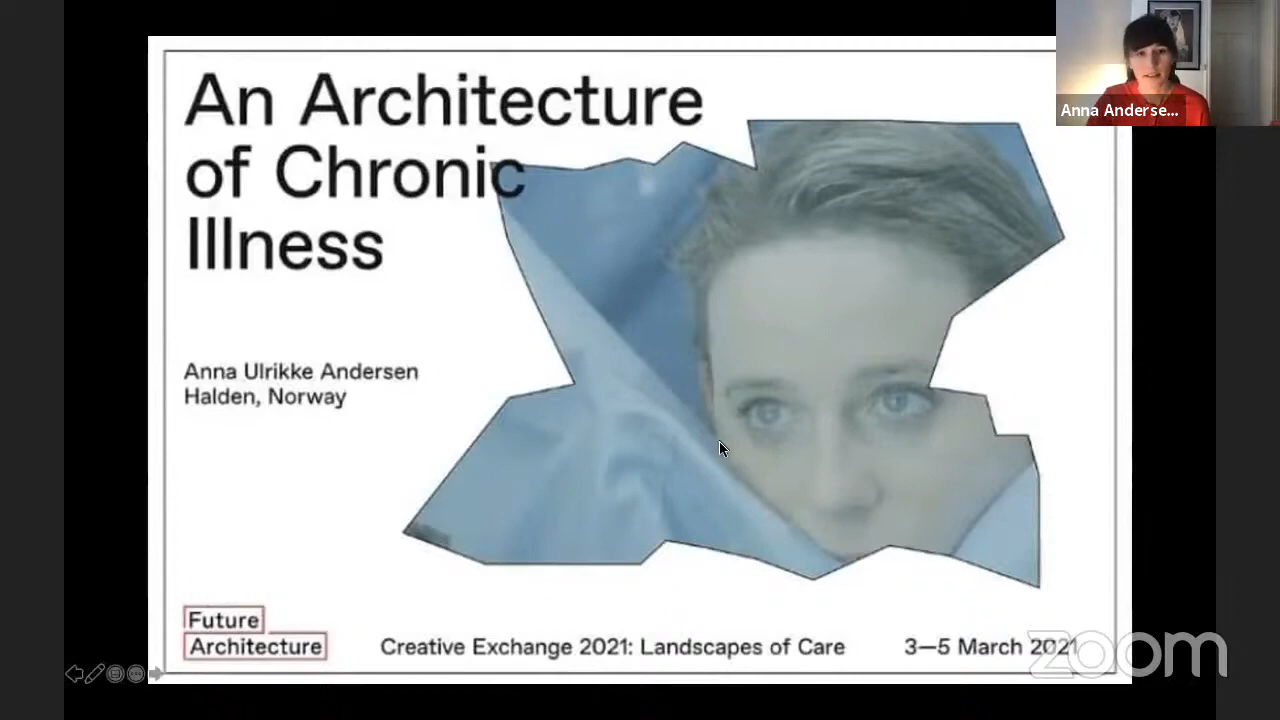 An Architecture
of Chronic
Illness
Anna Anderse...
Anna Ulrikke Andersen
Halden, Norway
Future
Architecture
Creative Exchange 2021: Landscapes of Care
3—5 March 2021
zoom